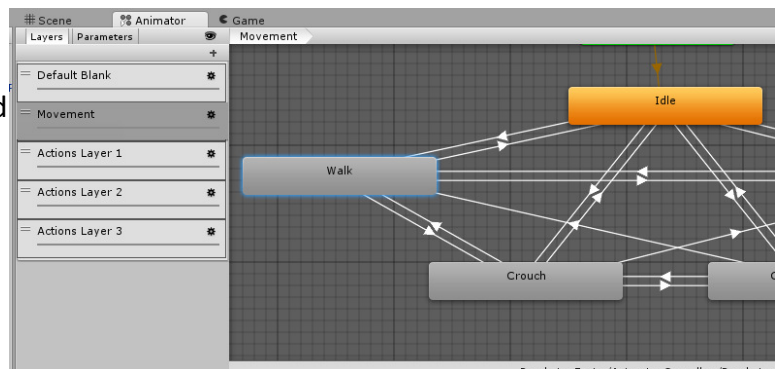 # Scene
Animator
Game
Layers
Parameters
Movement
+
Default Blank
Movement
Actions Layer 1
Actions Layer 2
Actions Layer 3
Idle
Walk
Crouch